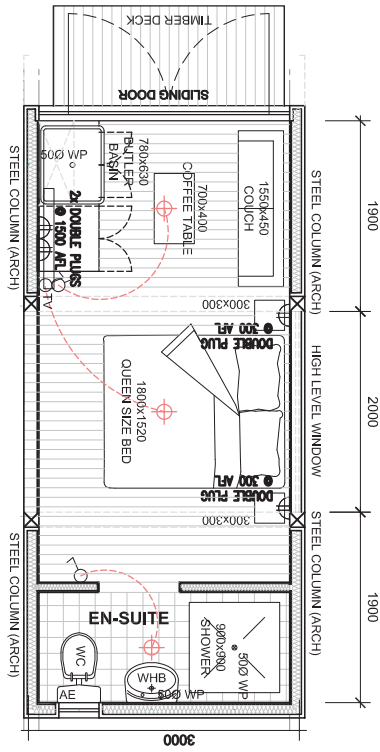 TIMBER DECK
SLIDING DOOR
50Ø WP
BUTLER
BASIN
780x630
COFFEE TABLE
700x400
1550x450
COUCH
STEEL COLUMN (ARCH)
STEEL COLUMN (ARCH)
1900
2x DOUBLE PLUGS
@ 1500 AFL
TV
300x300
DOUBLE PLUG
@ 300 AFL
1800x1520
QUEEN SIZE BED
HIGH LEVEL WINDOW
2000
DOUBLE PLUG
@ 300 AFL
300x300
STEEL COLUMN (ARCH)
STEEL COLUMN (ARCH)
1900
EN-SUITE
900x900
SHOWER
50Ø WP
WC
WHB
50Ø WP
AE
3000